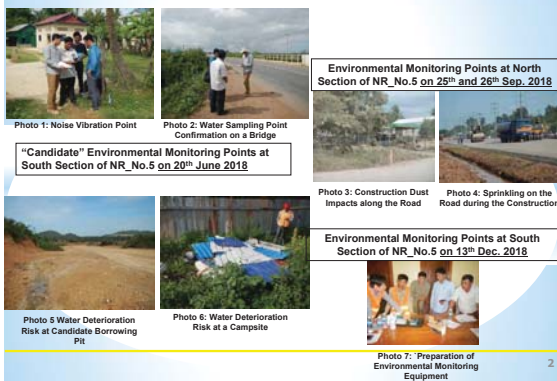 Photo 1: Noise Vibration Point
Photo 2: Water Sampling Point
Confirmation on a Bridge
"Candidate" Environmental Monitoring Points at
South Section of NR_No.5 on 20th June 2018
Environmental Monitoring Points at North
Section of NR_No.5 on 25th and 26th Sep. 2018
Photo 3: Construction Dust
Impacts along the Road
Photo 4: Sprinkling on the
Road during the Construction
Photo 5 Water Deterioration
Risk at Candidate Borrowing
Pit
Photo 6: Water Deterioration
Risk at a Campsite
Environmental Monitoring Points at South
Section of NR_No.5 on 13th Dec. 2018
Photo 7: `Preparation of
Environmental Monitoring
Equipment
2